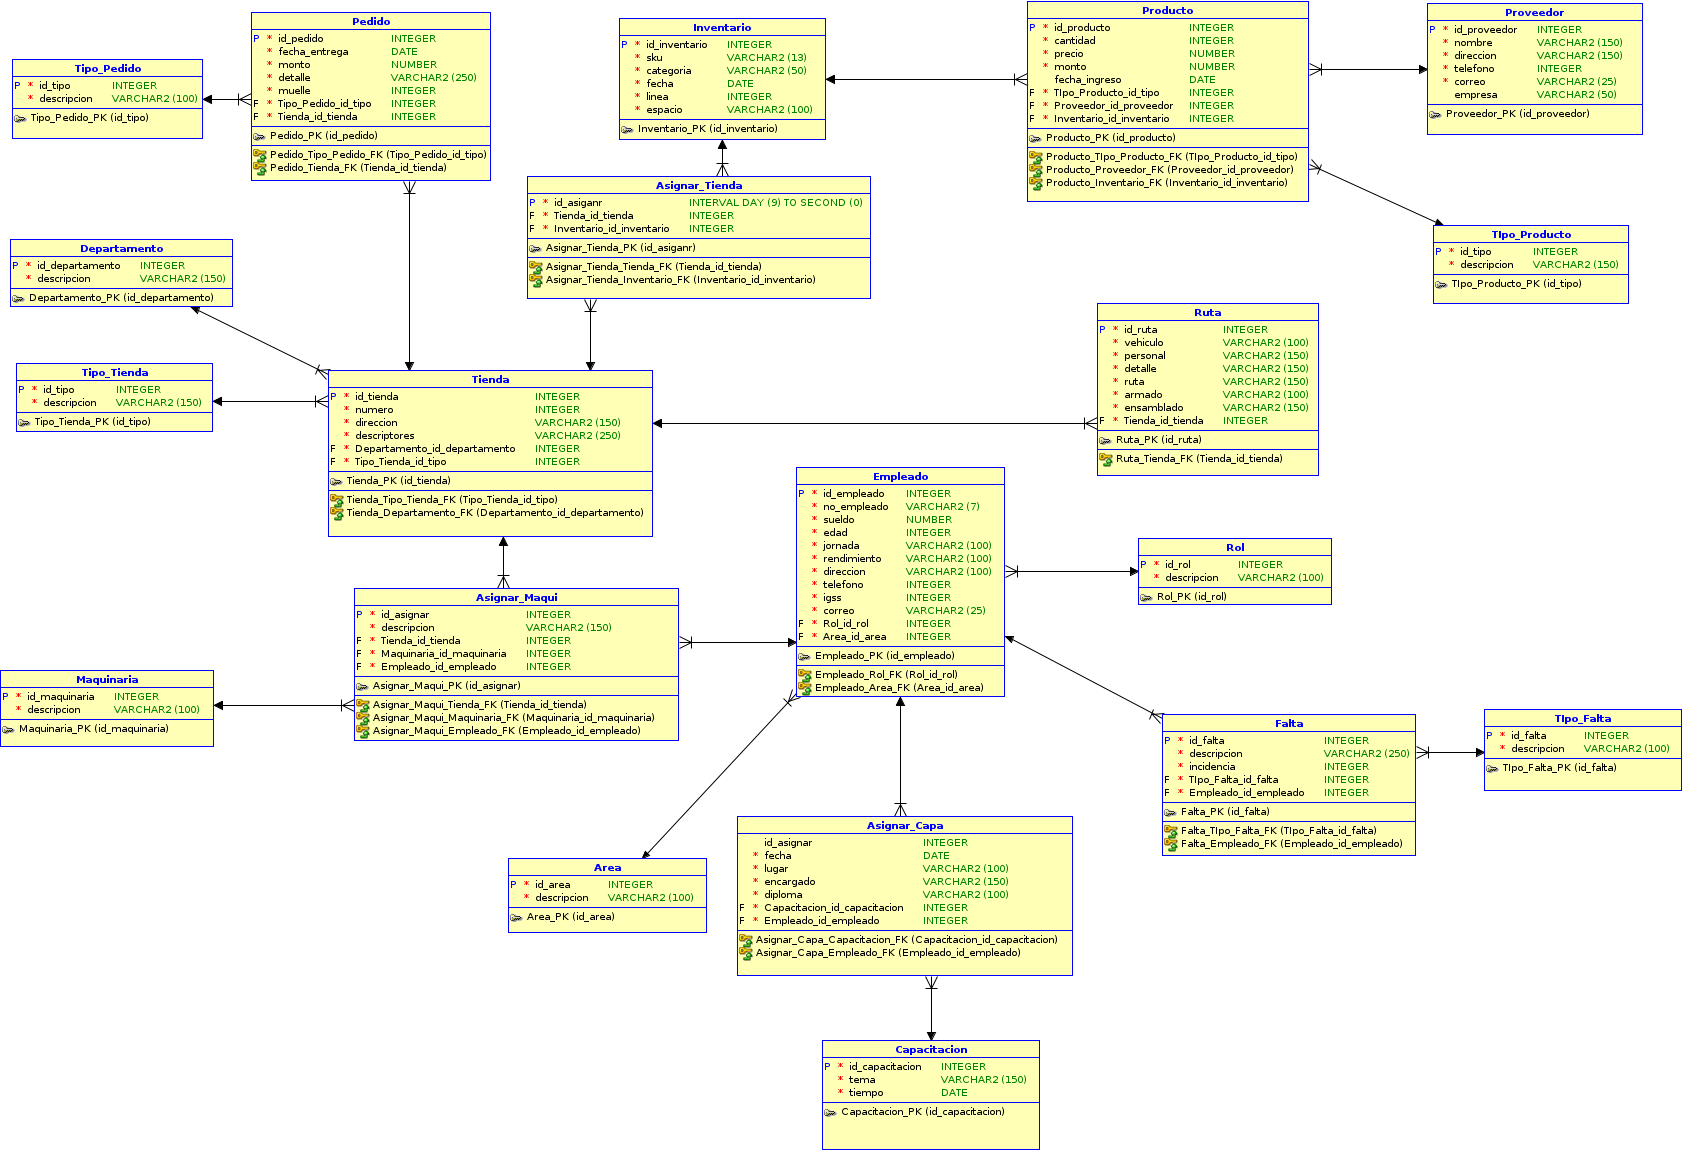 Pedido
P * id_pedido INTEGER
* fecha_entrega DATE
* monto NUMBER
* detalle VARCHAR2 (250)
* muelle INTEGER
F * Tipo_Pedido_id_tipo INTEGER
F * Tienda_id_tienda INTEGER
Pedido_PK (id_pedido)
Pedido_Tipo_Pedido_FK (Tipo_Pedido_id_tipo)
Pedido_Tienda_FK (Tienda_id_tienda)
Inventario
P * id_inventario INTEGER
* sku VARCHAR2 (13)
* categoria VARCHAR2 (50)
* fecha DATE
* linea INTEGER
* espacio VARCHAR2 (100)
Inventario_PK (id_inventario)
Producto
P * id_producto INTEGER
* cantidad INTEGER
* precio NUMBER
* monto NUMBER
fecha_ingreso DATE
F * TIpo_Producto_id_tipo INTEGER
F * Proveedor_id_proveedor INTEGER
F * Inventario_id_inventario INTEGER
Producto_PK (id_producto)
Producto_TIpo_Producto_FK (TIpo_Producto_id_tipo)
Producto_Proveedor_FK (Proveedor_id_proveedor)
Producto_Inventario_FK (Inventario_id_inventario)
Proveedor
P * id_proveedor INTEGER
* nombre VARCHAR2 (150)
* direccion VARCHAR2 (150)
* telefono INTEGER
* correo VARCHAR2 (25)
empresa VARCHAR2 (50)
Proveedor_PK (id_proveedor)
Tipo_Pedido
P * id_tipo INTEGER
* descripcion VARCHAR2 (100)
Tipo_Pedido_PK (id_tipo)
Asignar_Tienda
P * id_asiganr INTERVAL DAY (9) TO SECOND (0)
F * Tienda_id_tienda INTEGER
F * Inventario_id_inventario INTEGER
Asignar_Tienda_PK (id_asiganr)
Asignar_Tienda_Tienda_FK (Tienda_id_tienda)
Asignar_Tienda_Inventario_FK (Inventario_id_inventario)
TIpo_Producto
P * id_tipo INTEGER
* descripcion VARCHAR2 (150)
TIpo_Producto_PK (id_tipo)
Departamento
P * id_departamento INTEGER
* descripcion VARCHAR2 (150)
Departamento_PK (id_departamento)
Ruta
P * id_ruta INTEGER
* vehiculo VARCHAR2 (100)
* personal VARCHAR2 (150)
* detalle VARCHAR2 (150)
* ruta VARCHAR2 (150)
* armado VARCHAR2 (100)
* ensamblado VARCHAR2 (150)
F * Tienda_id_tienda INTEGER
Ruta_PK (id_ruta)
Ruta_Tienda_FK (Tienda_id_tienda)
Tipo_Tienda
P * id_tipo INTEGER
* descripcion VARCHAR2 (150)
Tipo_Tienda_PK (id_tipo)
Tienda
P * id_tienda INTEGER
* numero INTEGER
* direccion VARCHAR2 (150)
* descriptores VARCHAR2 (250)
F * Departamento_id_departamento INTEGER
F * Tipo_Tienda_id_tipo INTEGER
Tienda_PK (id_tienda)
Tienda_Tipo_Tienda_FK (Tipo_Tienda_id_tipo)
Tienda_Departamento_FK (Departamento_id_departamento)
Empleado
P * id_empleado INTEGER
* no_empleado VARCHAR2 (7)
* sueldo NUMBER
* edad INTEGER
* jornada VARCHAR2 (100)
* rendimiento VARCHAR2 (100)
* direccion VARCHAR2 (100)
* telefono INTEGER
* igss INTEGER
* correo VARCHAR2 (25)
F * Rol_id_rol INTEGER
F * Area_id_area INTEGER
Empleado_PK (id_empleado)
Empleado_Rol_FK (Rol_id_rol)
Empleado_Area_FK (Area_id_area)
Rol
P * id_rol INTEGER
* descripcion VARCHAR2 (100)
Rol_PK (id_rol)
Asignar_Maqui
P * id_asignar INTEGER
* descripcion VARCHAR2 (150)
F * Tienda_id_tienda INTEGER
F * Maquinaria_id_maquinaria INTEGER
F * Empleado_id_empleado INTEGER
Asignar_Maqui_PK (id_asignar)
Asignar_Maqui_Tienda_FK (Tienda_id_tienda)
Asignar_Maqui_Maquinaria_FK (Maquinaria_id_maquinaria)
Asignar_Maqui_Empleado_FK (Empleado_id_empleado)
Maquinaria
P * id_maquinaria INTEGER
* descripcion VARCHAR2 (100)
Maquinaria_PK (id_maquinaria)
Falta
P * id_falta INTEGER
* descripcion VARCHAR2 (250)
* incidencia INTEGER
F * TIpo_Falta_id_falta INTEGER
F * Empleado_id_empleado INTEGER
Falta_PK (id_falta)
Falta_TIpo_Falta_FK (TIpo_Falta_id_falta)
Falta_Empleado_FK (Empleado_id_empleado)
TIpo_Falta
P * id_falta INTEGER
* descripcion VARCHAR2 (100)
TIpo_Falta_PK (id_falta)
Area
P * id_area INTEGER
* descripcion VARCHAR2 (100)
Area_PK (id_area)
Asignar_Capa
id_asignar INTEGER
* fecha DATE
* lugar VARCHAR2 (100)
* encargado VARCHAR2 (150)
* diploma VARCHAR2 (100)
F * Capacitacion_id_capacitacion INTEGER
F * Empleado_id_empleado INTEGER
Asignar_Capa_Capacitacion_FK (Capacitacion_id_capacitacion)
Asignar_Capa_Empleado_FK (Empleado_id_empleado)
Capacitacion
P * id_capacitacion INTEGER
* tema VARCHAR2 (150)
* tiempo DATE
Capacitacion_PK (id_capacitacion)